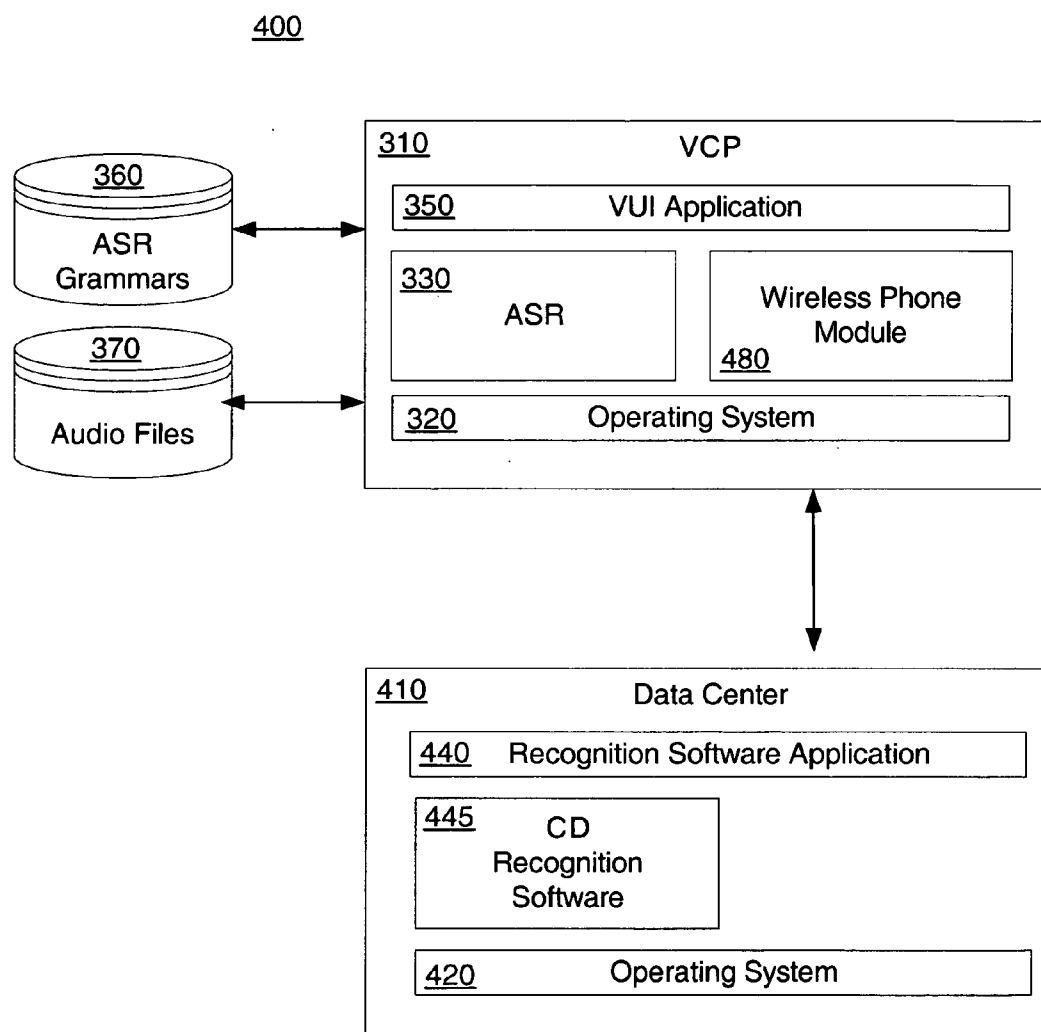 400
310 VCP
360
350 VUI Application
ASR
Grammars
330
ASR
Wireless Phone
Module
480
370
Audio Files
320 Operating System
410 Data Center
440 Recognition Software Application
445
CD
Recognition
Software
420 Operating System